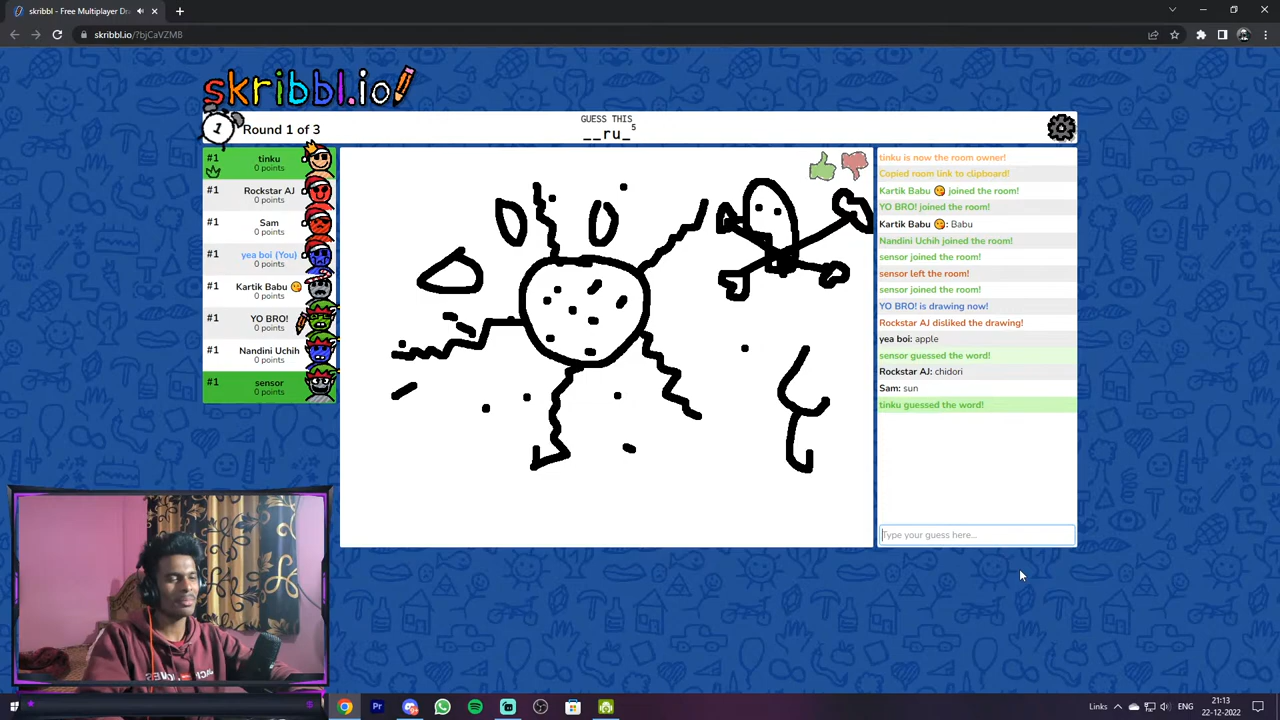 skribbl - Free Multiplayer Dra
skribbl.io/?bjCaVZMB
skribbl.io
1
Round 1 of 3
GUESS THIS
__ru_ 5
#1 tinku
0 points
#1 Rockstar AJ
0 points
#1 Sam
0 points
#1 yea boi (You)
0 points
#1 Kartik Babu 😋
0 points
#1 YO BRO!
0 points
#1 Nandini Uchih
0 points
#1 sensor
0 points
tinku is now the room owner!
Copied room link to clipboard!
Kartik Babu 😋 joined the room!
YO BRO! joined the room!
Kartik Babu 😋: Babu
Nandini Uchih joined the room!
sensor joined the room!
sensor left the room!
sensor joined the room!
YO BRO! is drawing now!
Rockstar AJ disliked the drawing!
yea boi: apple
sensor guessed the word!
Rockstar AJ: chidori
Sam: sun
tinku guessed the word!
Type your guess here...
Pr
Links
ENG
21:13
22-12-2022